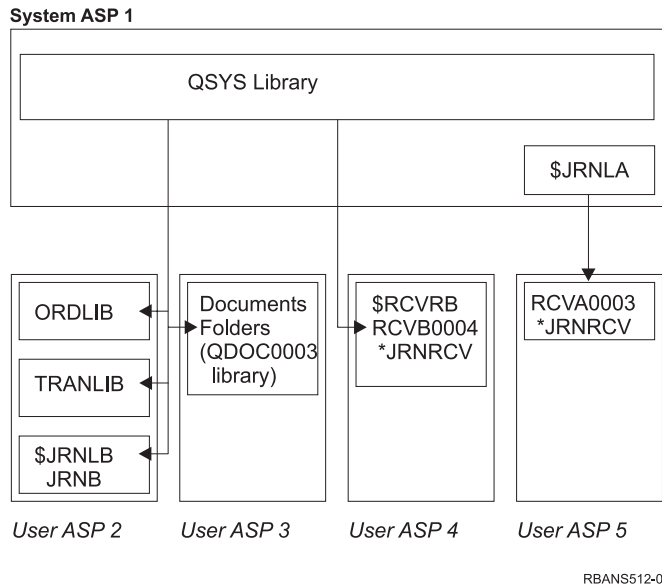 System ASP 1
QSYS Library
$JRNLA
ORDLIB
TRANLIB
$JRNLB
JRNB
Documents
Folders
(QDOC0003
library)
$RCVRB
RCVB0004
*JRNRCV
RCVA0003
*JRNRCV
User ASP 2
User ASP 3
User ASP 4
User ASP 5
RBANS512-0